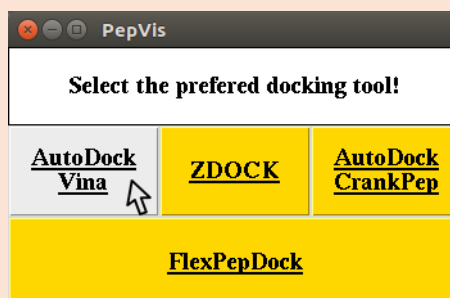 PepVis
Select the prefered docking tool!
AutoDock
Vina
ZDOCK
AutoDock
CrankPep
FlexPepDock